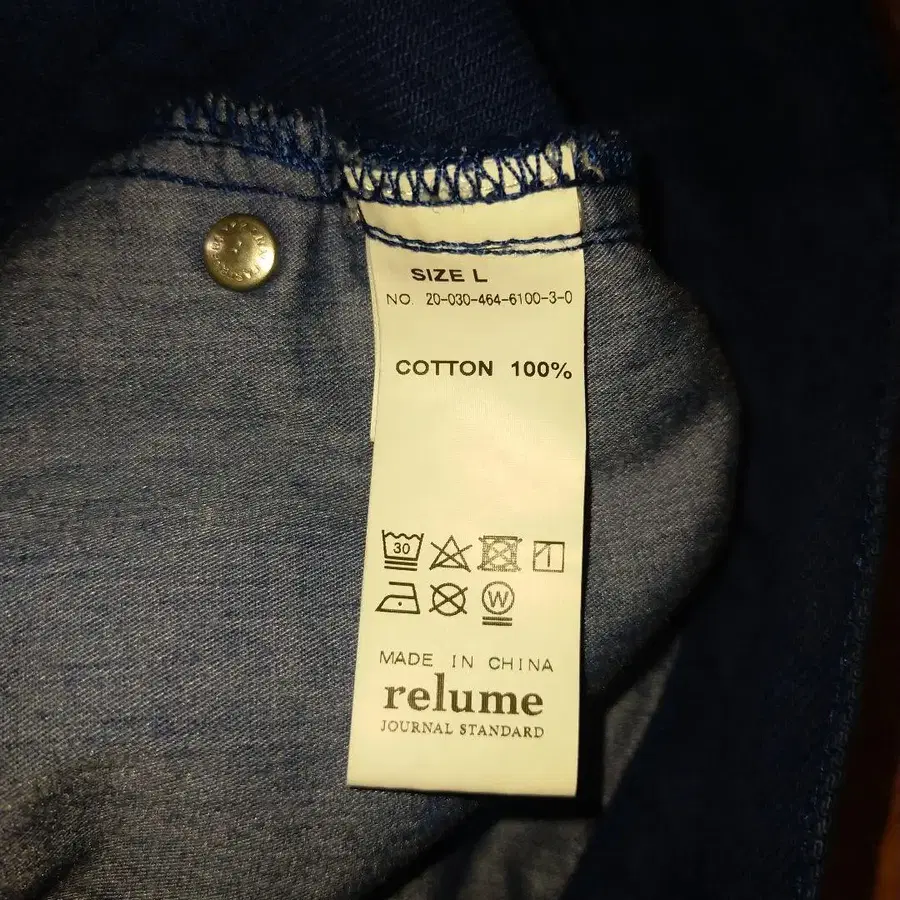 SIZE L
NO. 20-030-464-6100-3-0
COTTON 100%
30
W
MADE IN CHINA
relume
JOURNAL STANDARD